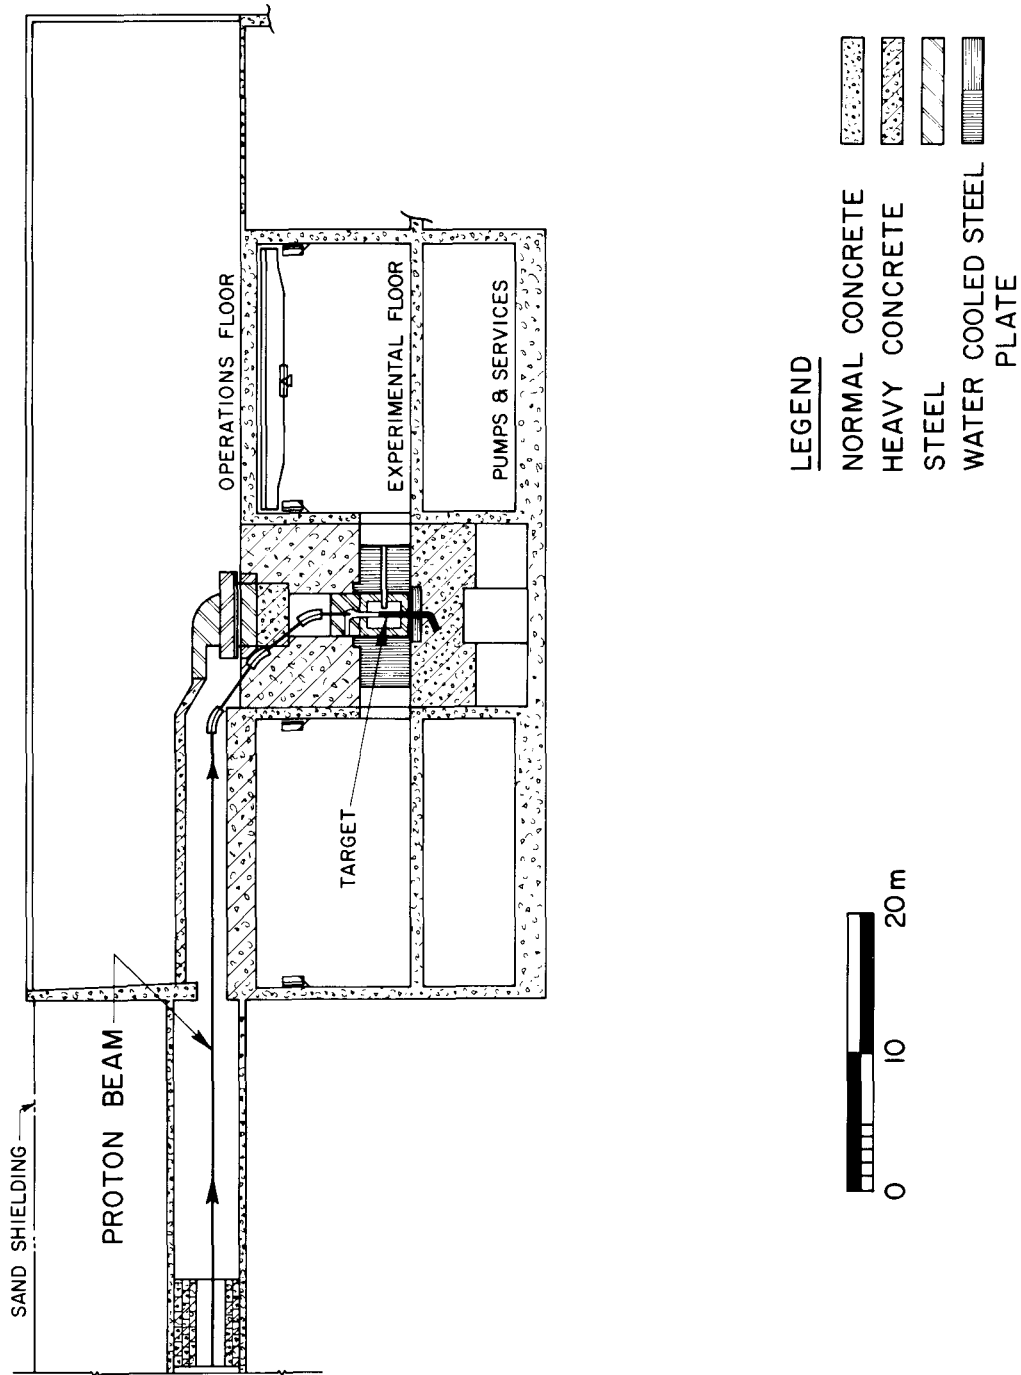 SAND SHIELDING
PROTON BEAM
TARGET
OPERATIONS FLOOR
EXPERIMENTAL FLOOR
PUMPS & SERVICES
LEGEND
NORMAL CONCRETE
HEAVY CONCRETE
STEEL
WATER COOLED STEEL
PLATE
0 10 20 m